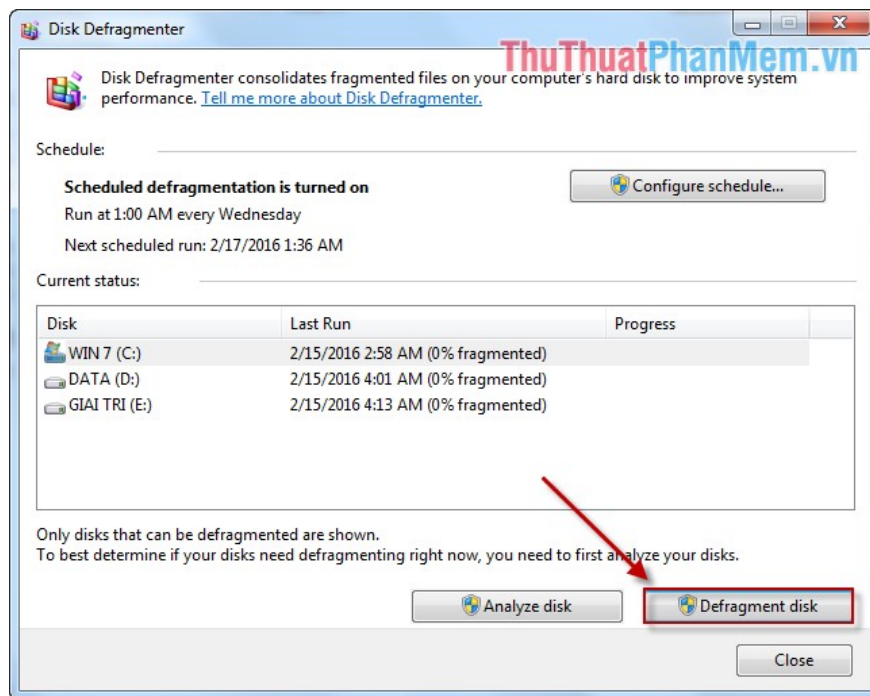 Disk Defragmenter
ThuThuatPhanMem.vn
Disk Defragmenter consolidates fragmented files on your computer's hard disk to improve system
performance. Tell me more about Disk Defragmenter.
Schedule:
Scheduled defragmentation is turned on
Configure schedule...
Run at 1:00 AM every Wednesday
Next scheduled run: 2/17/2016 1:36 AM
Current status:
Disk Last Run Progress
WIN 7 (C:) 2/15/2016 2:58 AM (0% fragmented)
DATA (D:) 2/15/2016 4:01 AM (0% fragmented)
GIAI TRI (E:) 2/15/2016 4:13 AM (0% fragmented)
Only disks that can be defragmented are shown.
To best determine if your disks need defragmenting right now, you need to first analyze your disks.
Analyze disk Defragment disk
Close